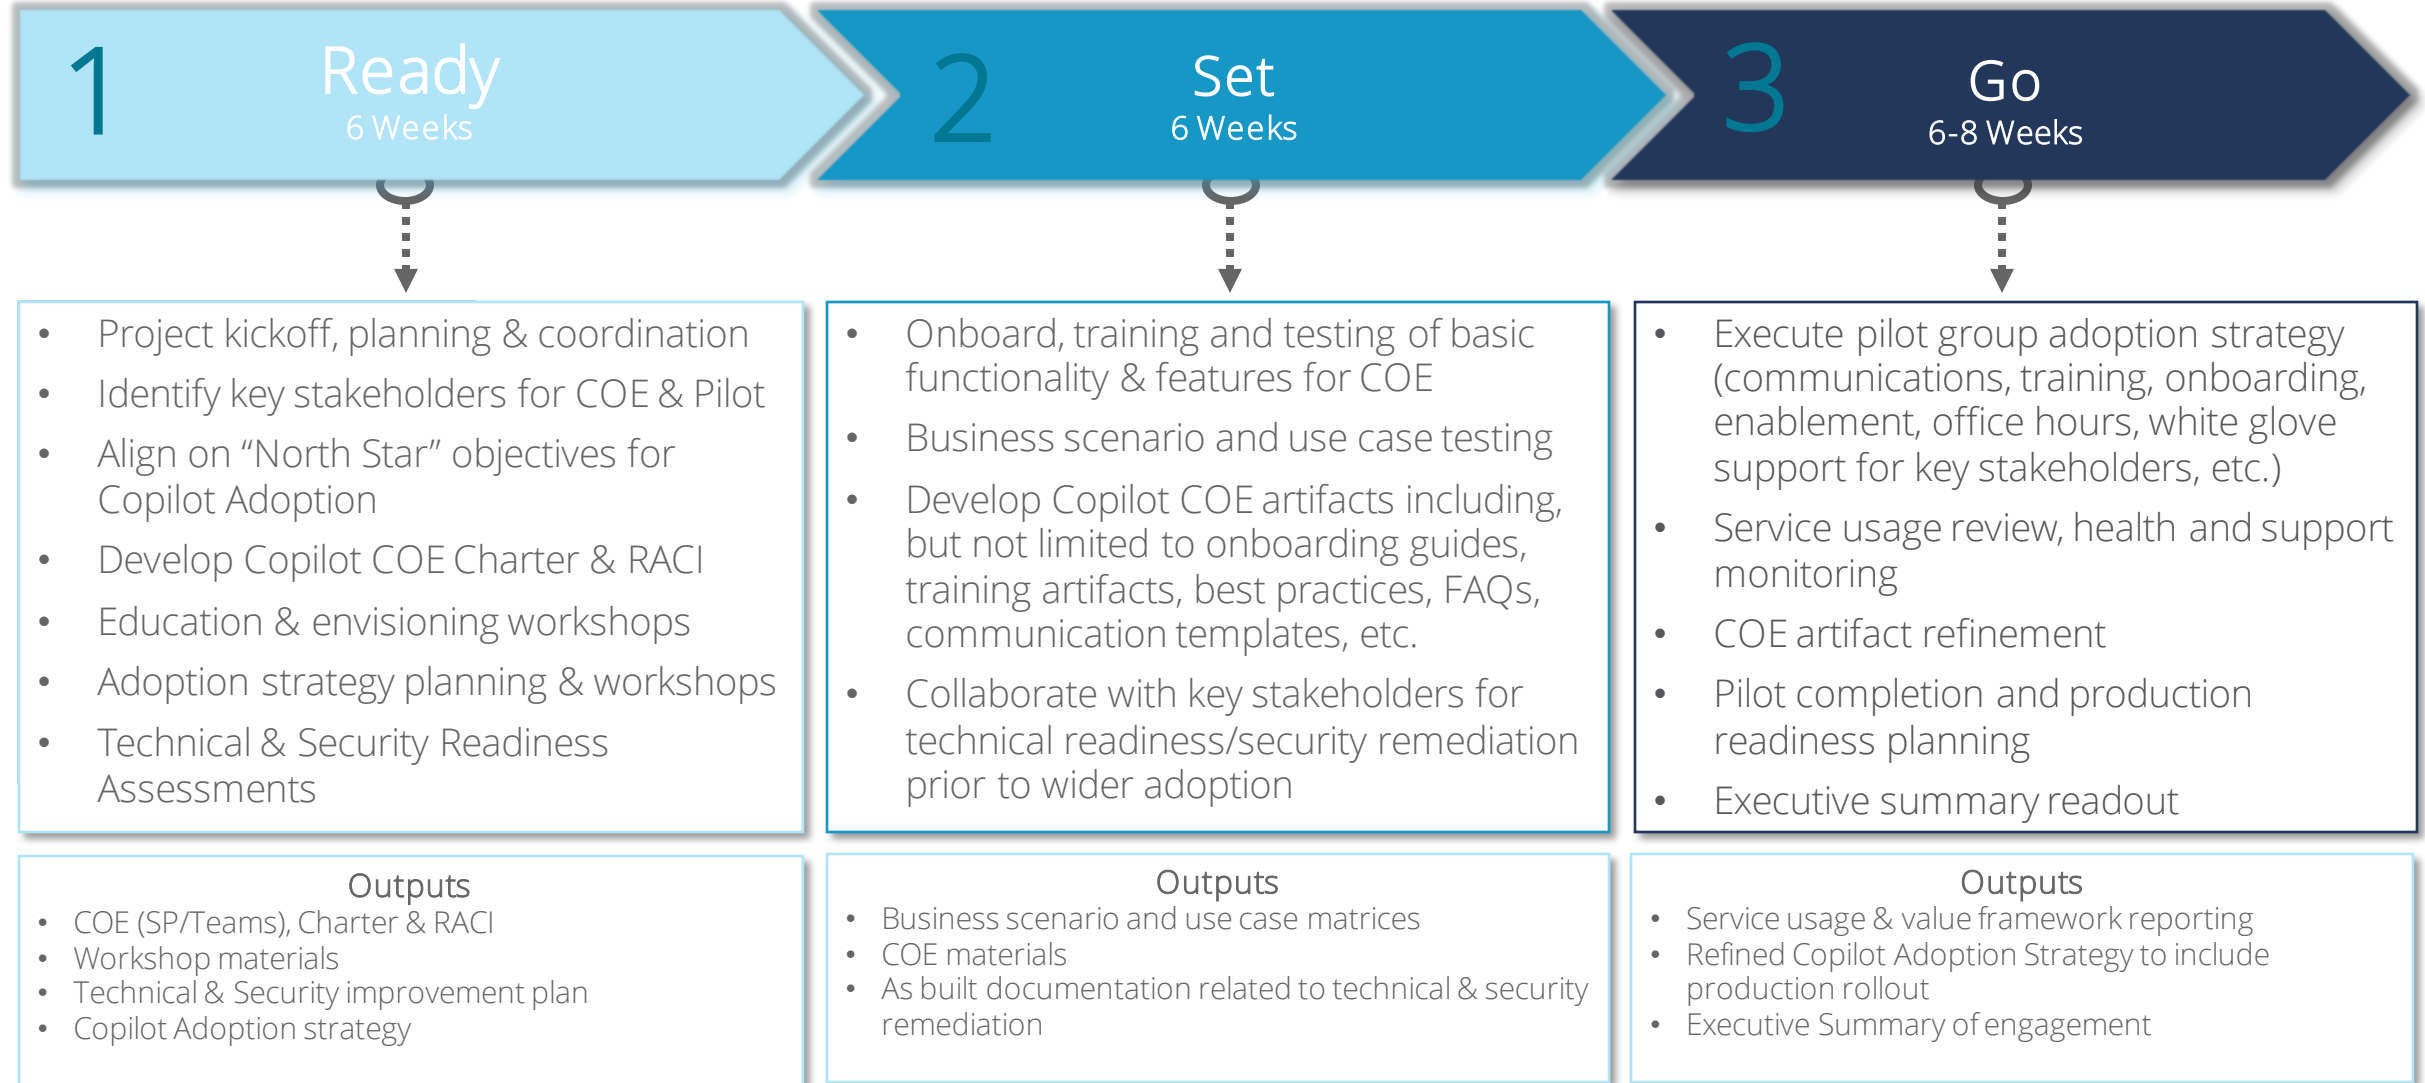 1
Ready
6 Weeks
2
Set
6 Weeks
3
Go
6-8 Weeks
• Project kickoff, planning & coordination
• Identify key stakeholders for COE & Pilot
• Align on “North Star” objectives for
Copilot Adoption
• Develop Copilot COE Charter & RACI
• Education & envisioning workshops
• Adoption strategy planning & workshops
• Technical & Security Readiness
Assessments
• Onboard, training and testing of basic
functionality & features for COE
• Business scenario and use case testing
• Develop Copilot COE artifacts including,
but not limited to onboarding guides,
training artifacts, best practices, FAQs,
communication templates, etc.
• Collaborate with key stakeholders for
technical readiness/security remediation
prior to wider adoption
• Execute pilot group adoption strategy
(communications, training, onboarding,
enablement, office hours, white glove
support for key stakeholders, etc.)
• Service usage review, health and support
monitoring
• COE artifact refinement
• Pilot completion and production
readiness planning
• Executive summary readout
Outputs
• COE (SP/Teams), Charter & RACI
• Workshop materials
• Technical & Security improvement plan
• Copilot Adoption strategy
Outputs
• Business scenario and use case matrices
• COE materials
• As built documentation related to technical & security
remediation
Outputs
• Service usage & value framework reporting
• Refined Copilot Adoption Strategy to include
production rollout
• Executive Summary of engagement